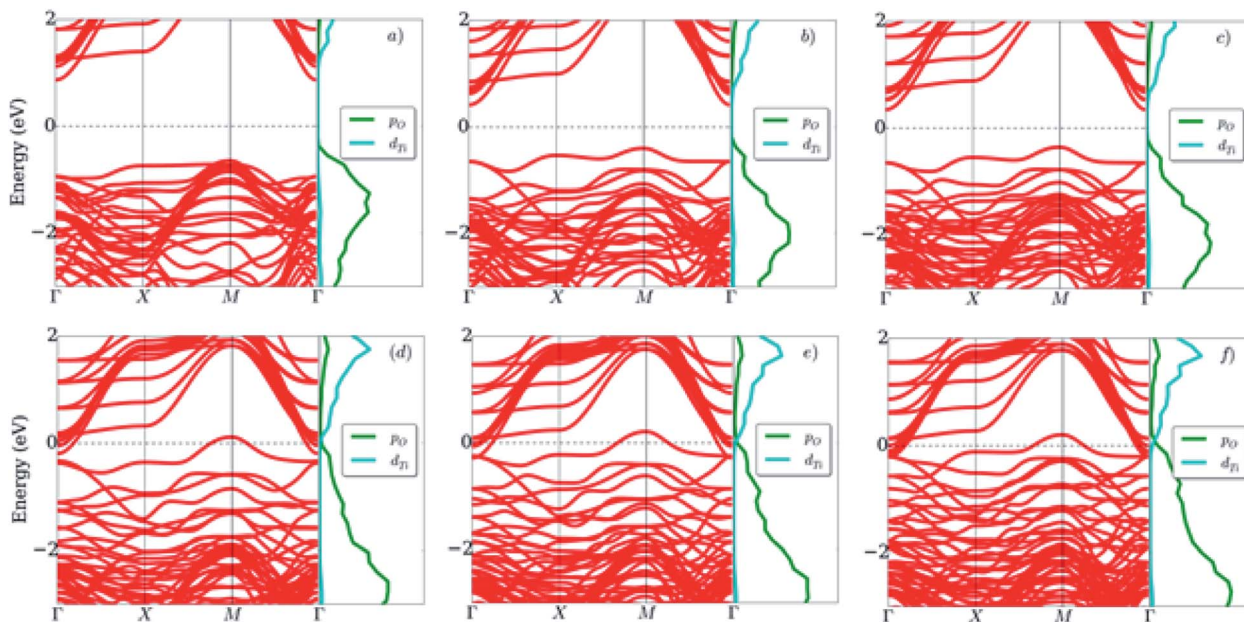 2 a) 2 b) 2 c)
Energy (eV)
0 0 0
p_O p_O p_O
d_Ti d_Ti d_Ti
−2 −2 −2
Γ X M Γ Γ X M Γ Γ X M Γ
2 (d) 2 e) 2 f)
Energy (eV)
0 0 0
p_O p_O p_O
d_Ti d_Ti d_Ti
−2 −2 −2
Γ X M Γ Γ X M Γ Γ X M Γ